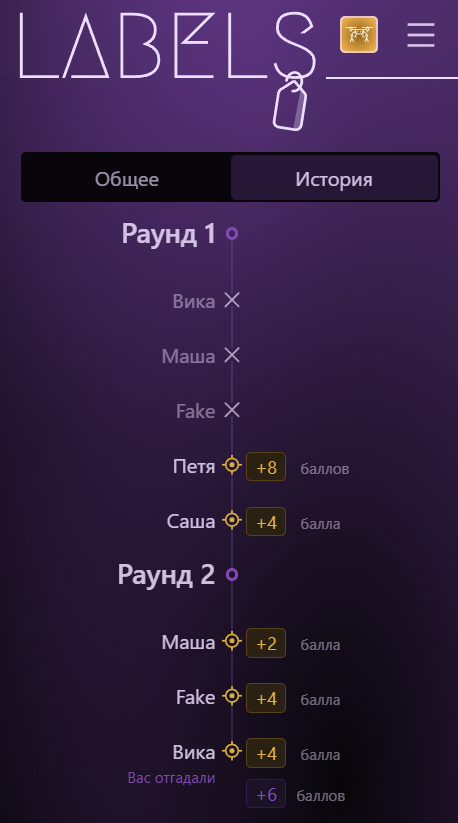 LABELS
Общее История
Раунд 1
Вика
Маша
Fake
Петя +8 баллов
Саша +4 балла
Раунд 2
Маша +2 балла
Fake +4 балла
Вика +4 балла
Вас отгадали
+6 баллов